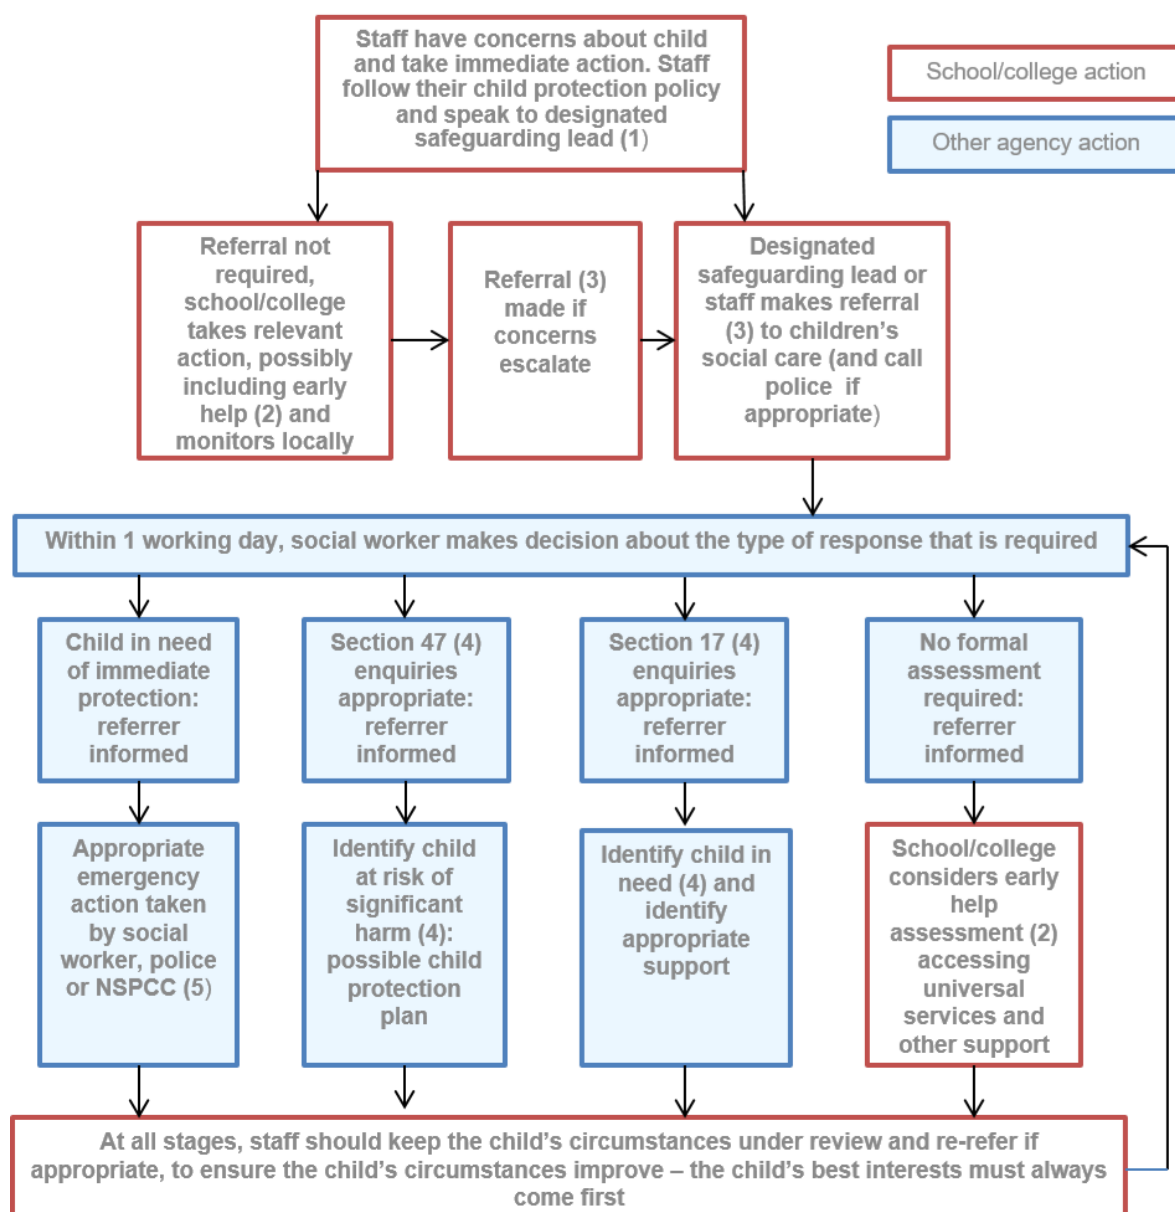 Staff have concerns about child
and take immediate action. Staff
follow their child protection policy
and speak to designated
safeguarding lead (1)
School/college action
Other agency action
Referral not
required,
school/college
takes relevant
action, possibly
including early
help (2) and
monitors locally
Referral (3)
made if
concerns
escalate
Designated
safeguarding lead or
staff makes referral
(3) to children’s
social care (and call
police if
appropriate)
Within 1 working day, social worker makes decision about the type of response that is required
Child in need
of immediate
protection:
referrer
informed
Section 47 (4)
enquiries
appropriate:
referrer
informed
Section 17 (4)
enquiries
appropriate:
referrer
informed
No formal
assessment
required:
referrer
informed
Appropriate
emergency
action taken
by social
worker, police
or NSPCC (5)
Identify child
at risk of
significant
harm (4):
possible child
protection
plan
Identify child in
need (4) and
identify
appropriate
support
School/college
considers early
help
assessment (2)
accessing
universal
services and
other support
At all stages, staff should keep the child’s circumstances under review and re-refer if
appropriate, to ensure the child’s circumstances improve – the child’s best interests must always
come first